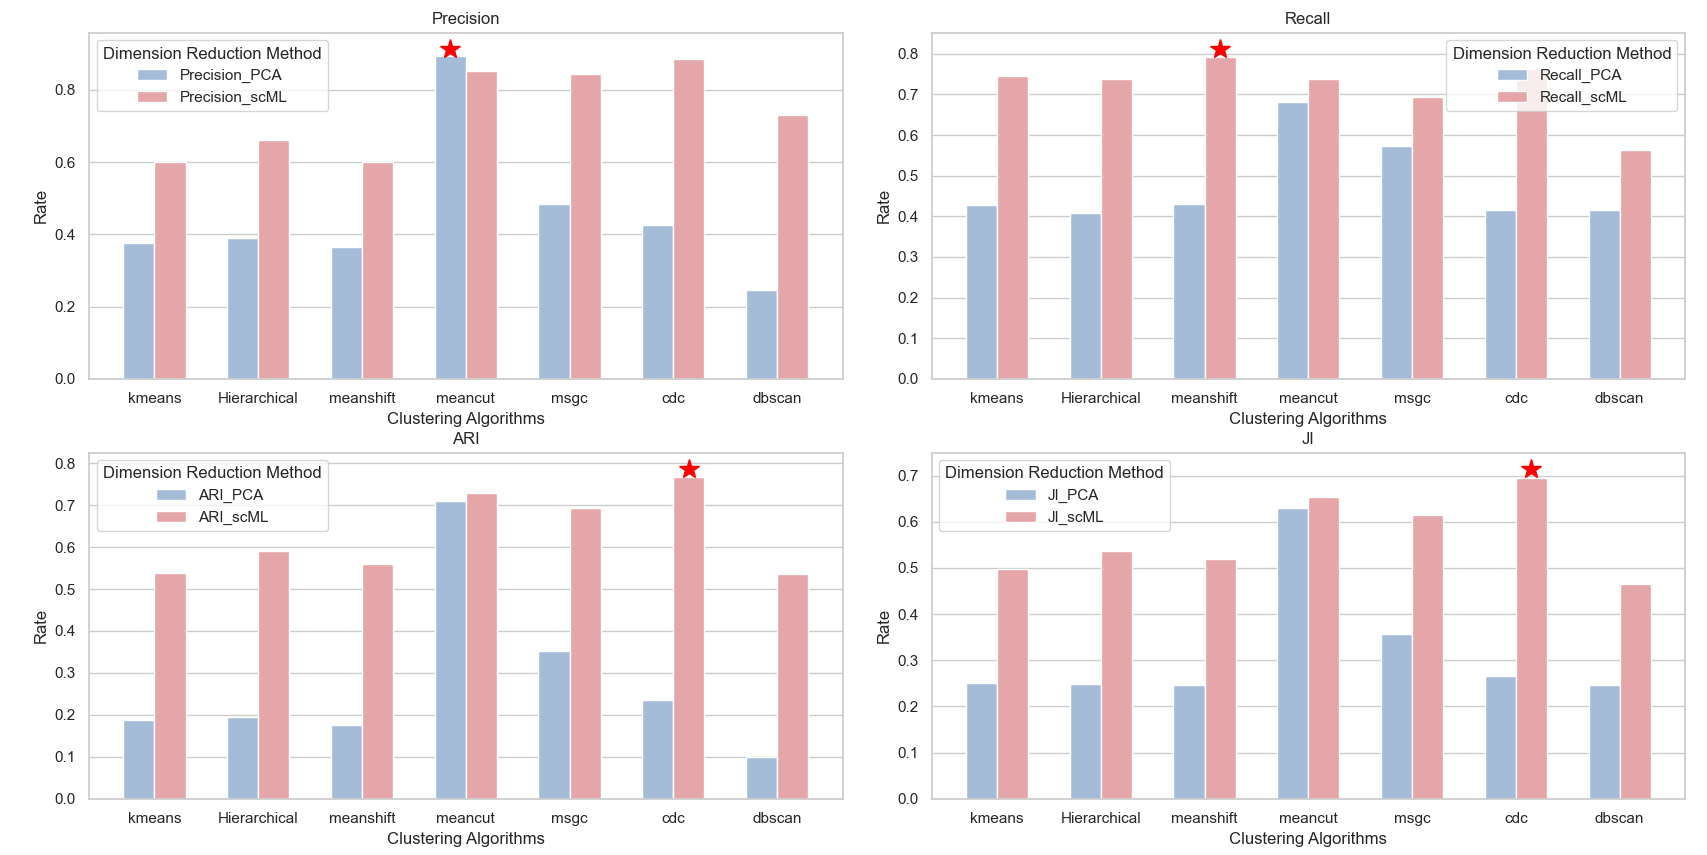 Precision
Dimension Reduction Method
Precision_PCA
Precision_scML
Rate
0.8
0.6
0.4
0.2
0.0
kmeans Hierarchical meanshift meancut msgc cdc dbscan
Clustering Algorithms
Recall
Dimension Reduction Method
Recall_PCA
Recall_scML
Rate
0.8
0.7
0.6
0.5
0.4
0.3
0.2
0.1
0.0
kmeans Hierarchical meanshift meancut msgc cdc dbscan
Clustering Algorithms
ARI
Dimension Reduction Method
ARI_PCA
ARI_scML
Rate
0.8
0.7
0.6
0.5
0.4
0.3
0.2
0.1
0.0
kmeans Hierarchical meanshift meancut msgc cdc dbscan
Clustering Algorithms
JI
Dimension Reduction Method
JI_PCA
JI_scML
Rate
0.7
0.6
0.5
0.4
0.3
0.2
0.1
0.0
kmeans Hierarchical meanshift meancut msgc cdc dbscan
Clustering Algorithms